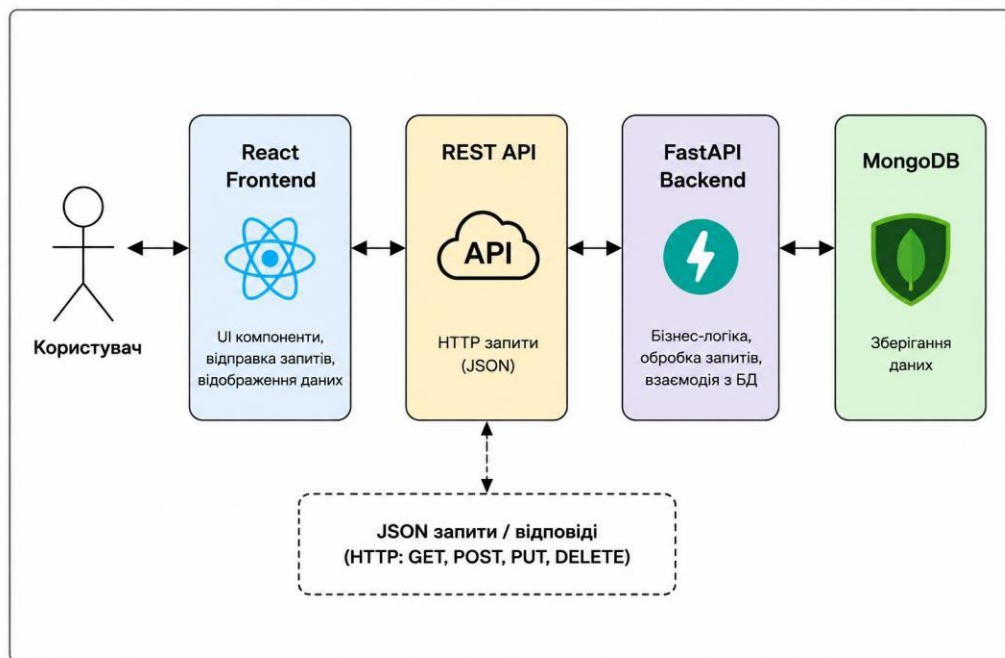 Користувач
React
Frontend
UI компоненти,
відправка запитів,
відображення даних
REST API
API
HTTP запити
(JSON)
FastAPI
Backend
Бізнес-логіка,
обробка запитів,
взаємодія з БД
MongoDB
Зберігання
даних
JSON запити / відповіді
(HTTP: GET, POST, PUT, DELETE)